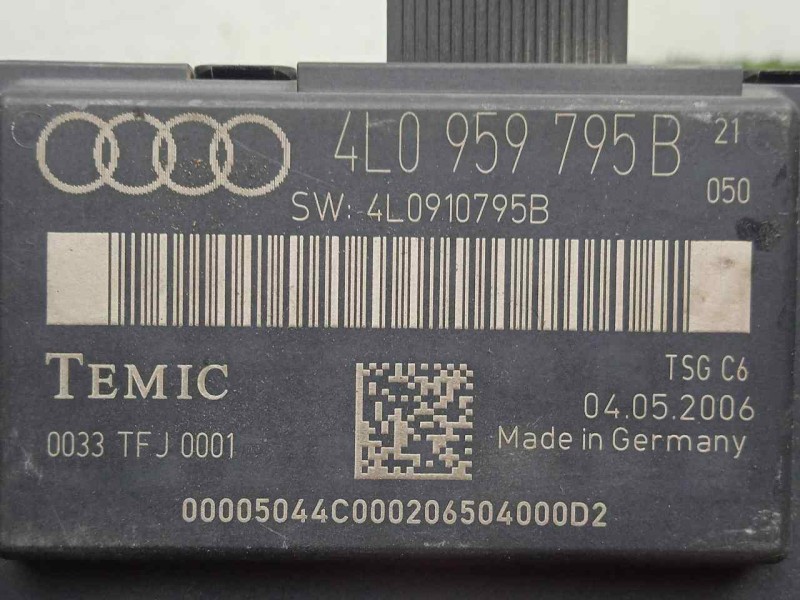 4L0 959 795 B 21
050
SW: 4L0910795B
TEMIC
TSG C6
04.05.2006
0033 TFJ 0001
Made in Germany
00005044C000206504000D2